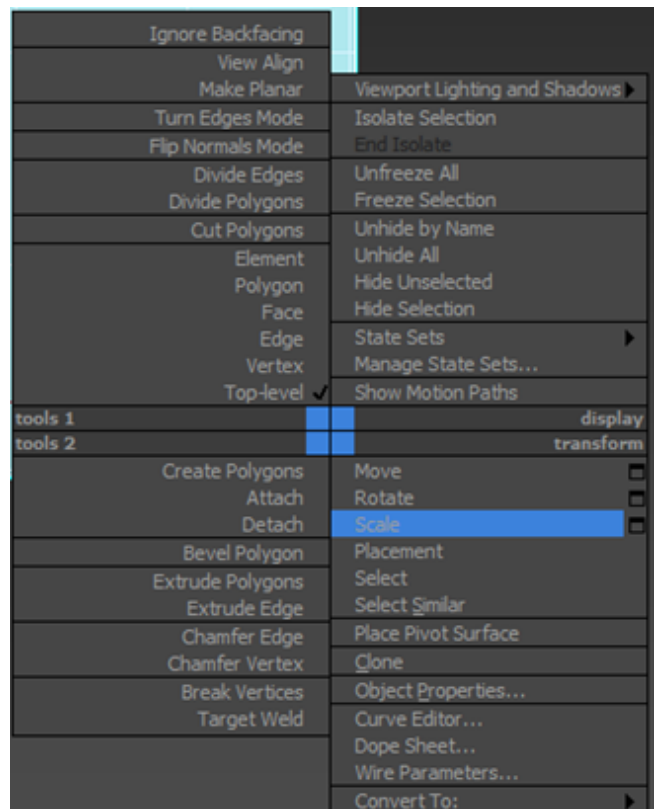 Ignore Backfacing
View Align
Make Planar
Turn Edges Mode
Flip Normals Mode
Divide Edges
Divide Polygons
Cut Polygons
Element
Polygon
Face
Edge
Vertex
Top-level
Viewport Lighting and Shadows
Isolate Selection
End Isolate
Unfreeze All
Freeze Selection
Unhide by Name
Unhide All
Hide Unselected
Hide Selection
State Sets
Manage State Sets...
Show Motion Paths
tools 1
display
tools 2
transform
Create Polygons
Attach
Detach
Bevel Polygon
Extrude Polygons
Extrude Edge
Chamfer Edge
Chamfer Vertex
Break Vertices
Target Weld
Move
Rotate
Scale
Placement
Select
Select Similar
Place Pivot Surface
Clone
Object Properties...
Curve Editor...
Dope Sheet...
Wire Parameters...
Convert To: